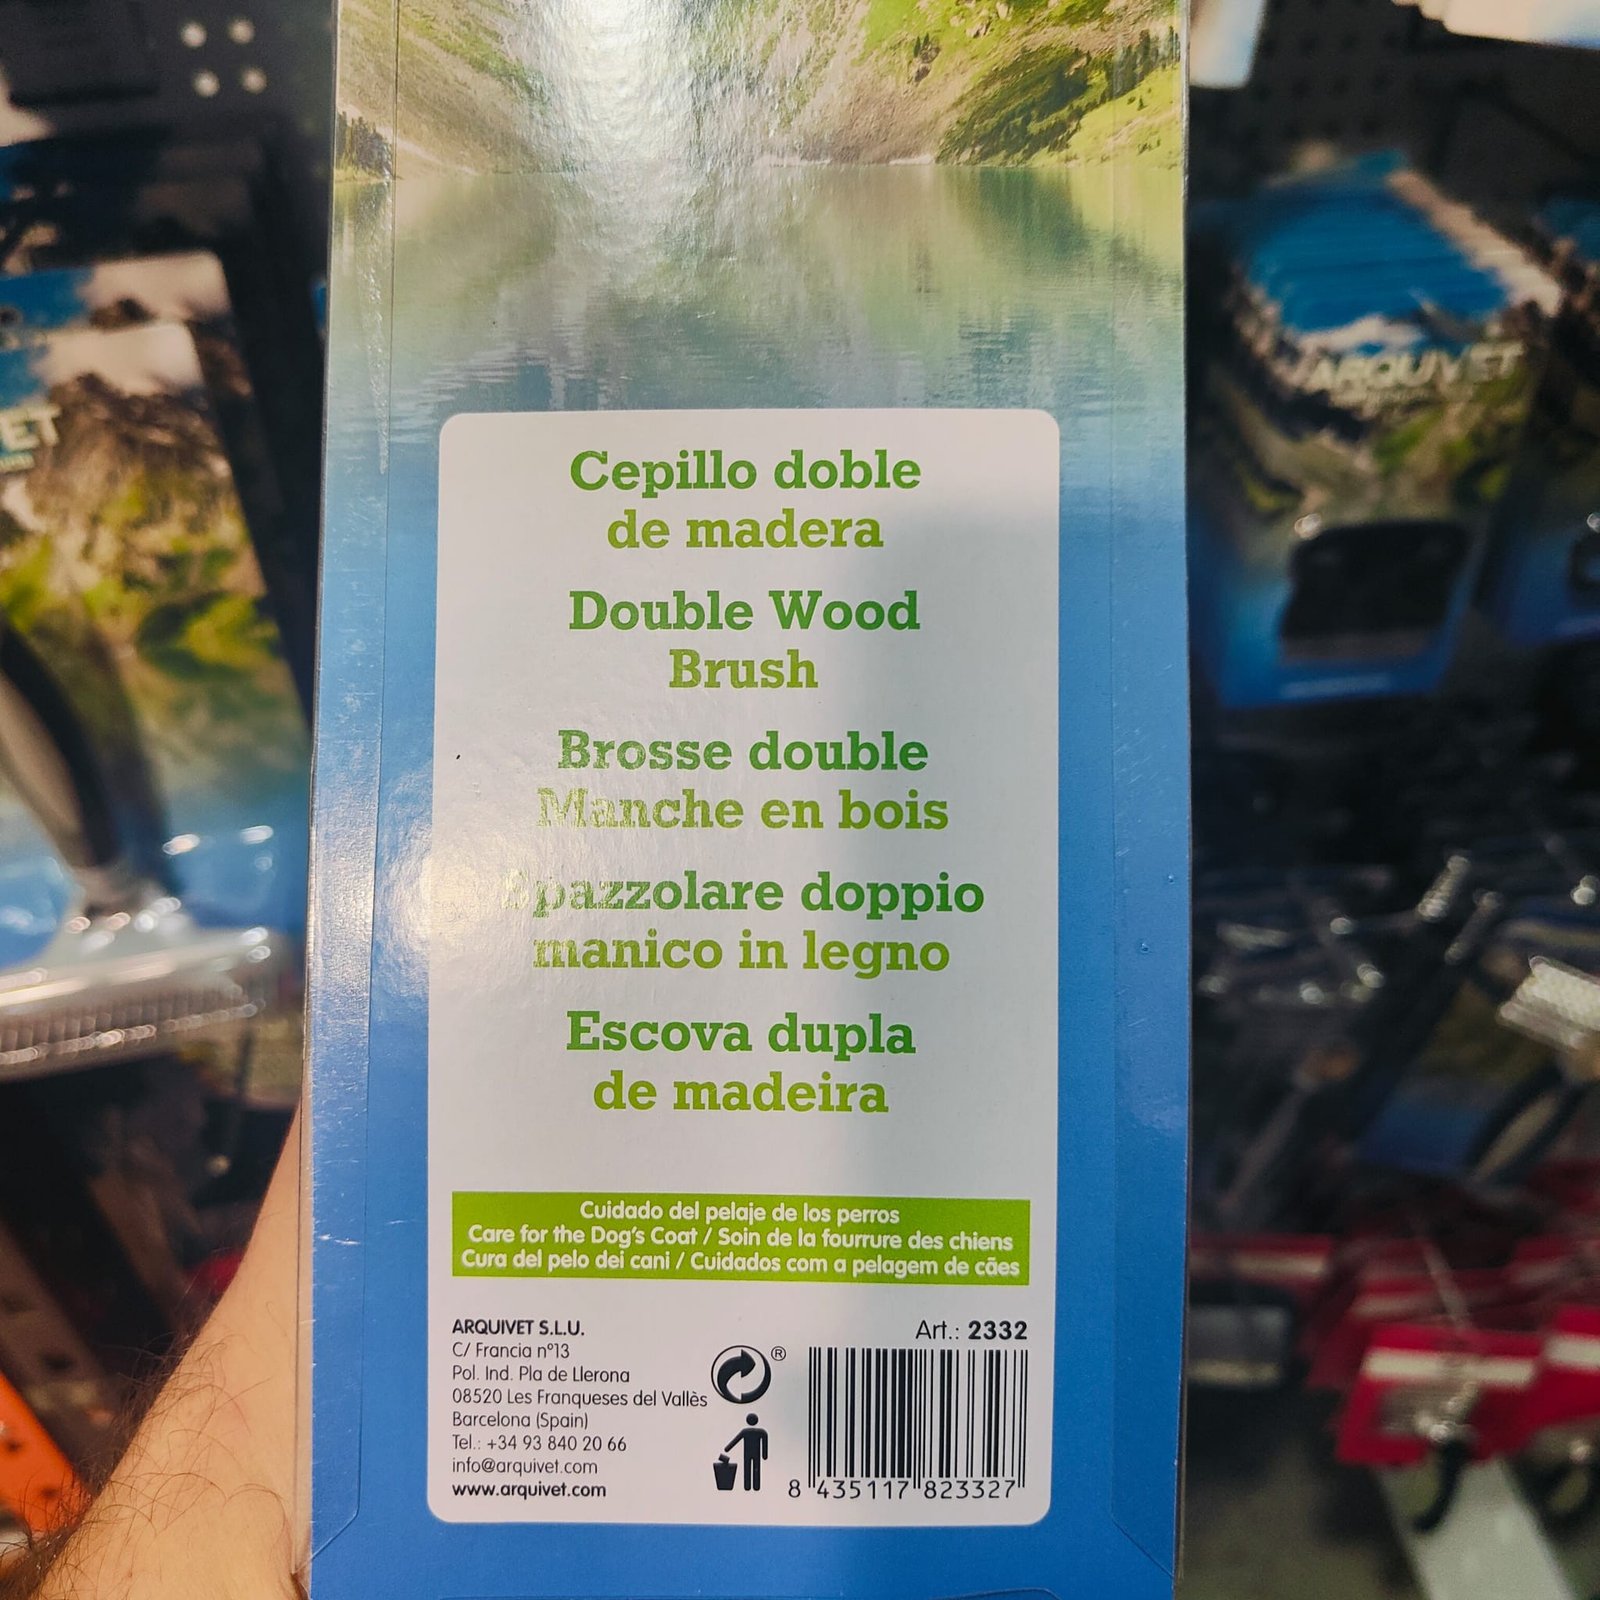 Cepillo doble
de madera
Double Wood
Brush
Brosse double
Manche en bois
Spazzolare doppio
manico in legno
Escova dupla
de madeira
Cuidado del pelaje de los perros
Care for the Dog's Coat / Soin de la fourrure des chiens
Cura del pelo dei cani / Cuidados com a pelagem de cães
ARQUIVET S.L.U.
C/ Francia nº13
Pol. Ind. Pla de Llerona
08520 Les Franqueses del Vallès
Barcelona (Spain)
Tel.: +34 93 840 20 66
info@arquivet.com
www.arquivet.com
®
Art.: 2332
8 435117 823327
ARQUIVET
ET